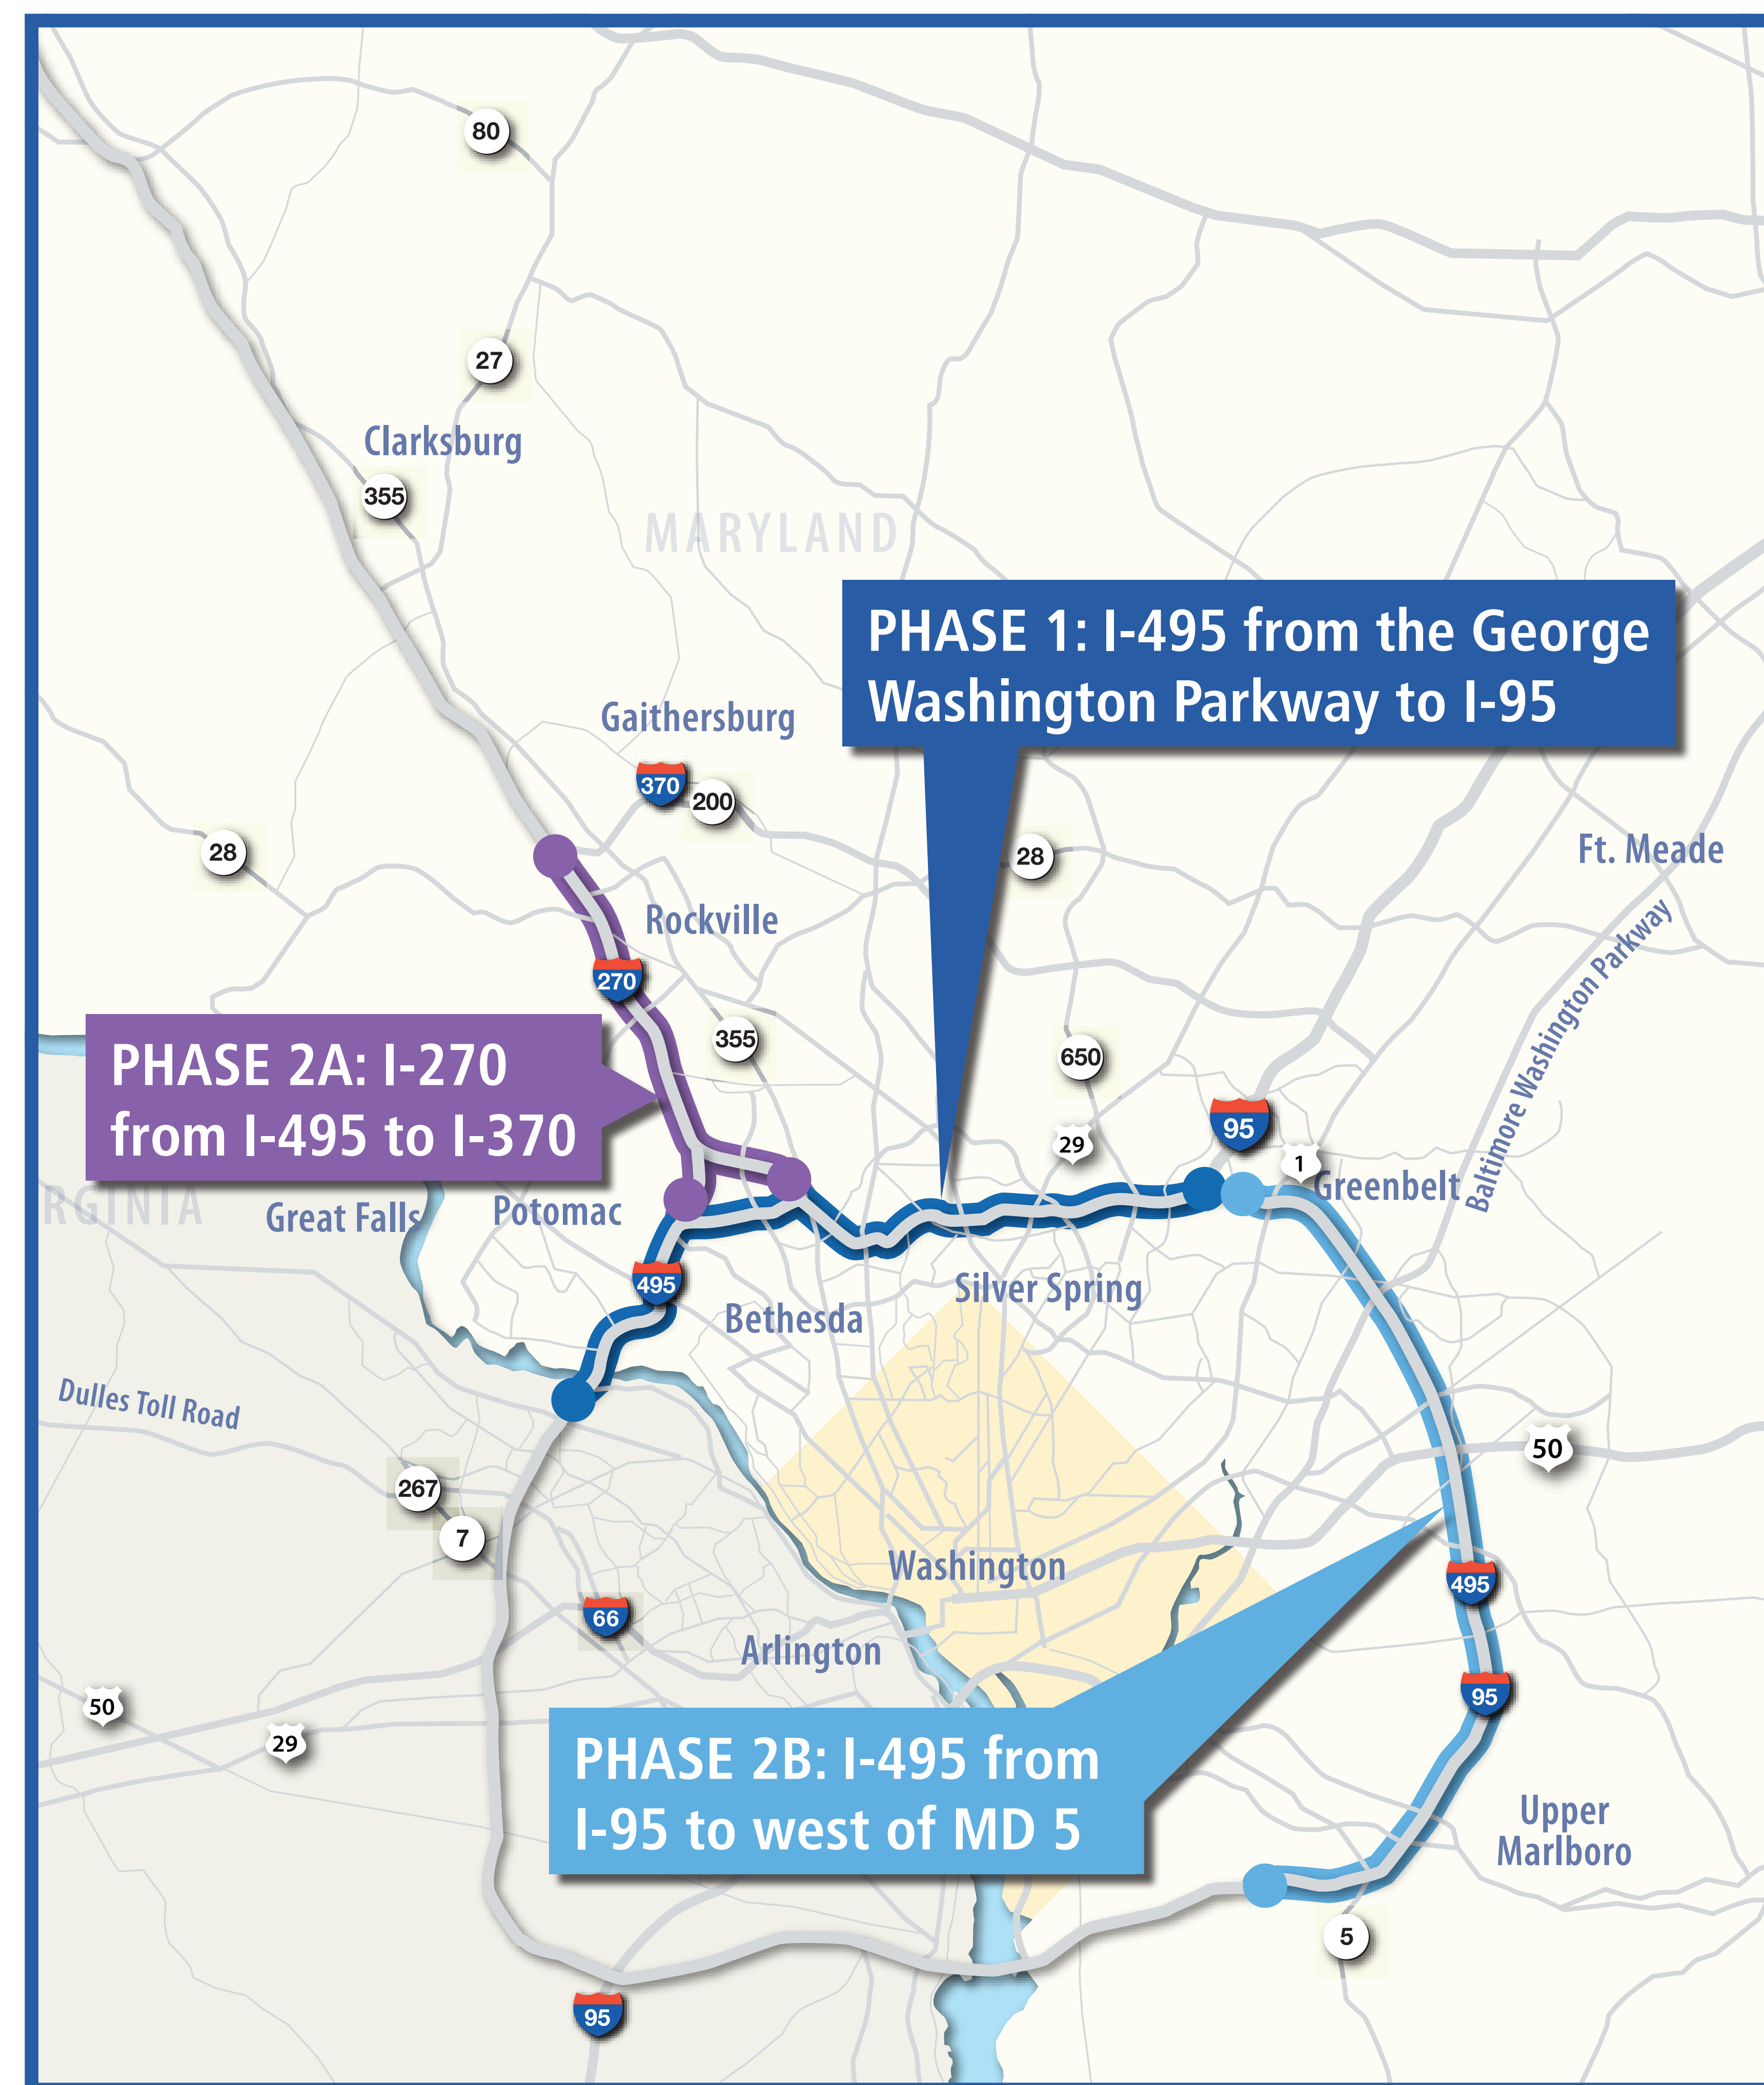 80
27
Clarksburg
355
MARYLAND
PHASE 1: I-495 from the George
Washington Parkway to I-95
Gaithersburg
370
200
28
28
Ft. Meade
Rockville
270
Baltimore Washington Parkway
355
650
PHASE 2A: I-270
from I-495 to I-370
29
95
1
Greenbelt
RGINIA
Great Falls
Potomac
495
Silver Spring
Bethesda
Dulles Toll Road
50
267
7
Washington
495
66
Arlington
95
50
29
PHASE 2B: I-495 from
I-95 to west of MD 5
Upper
Marlboro
5
95